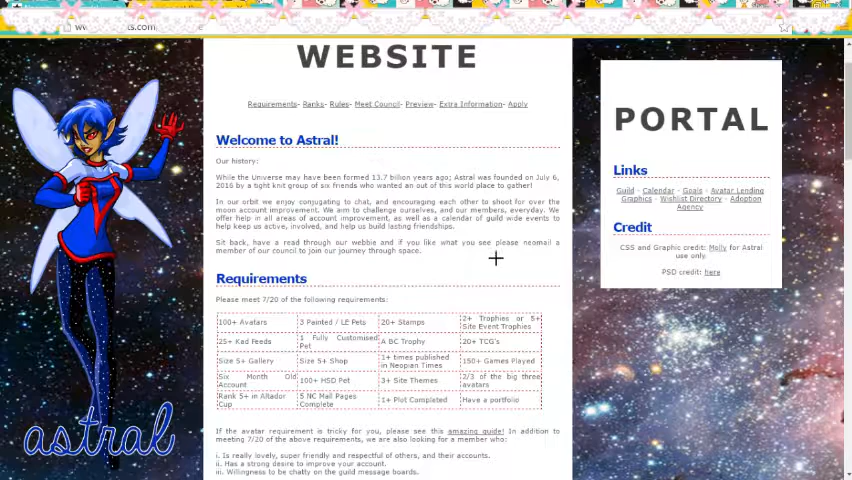 WEBSITE
Requirements- Ranks- Rules- Meet Council- Preview- Extra Information- Apply
Welcome to Astral!
Our history:
While the Universe may have been formed 13.7 billion years ago; Astral was founded on July 6,
2016 by a tight knit group of six friends who wanted an out of this world place to gather!
In our orbit we enjoy conjugating to chat, and encouraging each other to shoot for over the
moon account improvement. We aim to challenge ourselves, and our members, everyday. We
offer help in all areas of account improvement, as well as a calendar of guild wide events to
help keep us active, involved, and help us build lasting friendships.
Sit back, have a read through our webbie and if you like what you see please neomail a
member of our council to join our journey through space.
Requirements
Please meet 7/20 of the following requirements:
100+ Avatars 3 Painted / LE Pets 20+ Stamps 2+ Trophies or 5+
Site Event Trophies
25+ Kad Feeds 1 Fully Customised
Pet A BC Trophy 20+ TCG's
Size 5+ Gallery Size 5+ Shop 1+ times published
in Neopian Times 150+ Games Played
Six Month Old
Account 100+ HSD Pet 3+ Site Themes 2/3 of the big three
avatars
Rank 5+ in Altador
Cup 5 NC Mall Pages
Complete 1+ Plot Completed Have a portfolio
If the avatar requirement is tricky for you, please see this amazing guide! In addition to
meeting 7/20 of the above requirements, we are also looking for a member who:
i. Is really lovely, super friendly and respectful of others, and their accounts.
ii. Has a strong desire to improve your account.
iii. Willingness to be chatty on the guild message boards.
astral
PORTAL
Links
Guild - Calendar - Goals - Avatar Lending
Graphics - Wishlist Directory - Adoption
Agency
Credit
CSS and Graphic credit: Molly for Astral
use only.
PSD credit: here